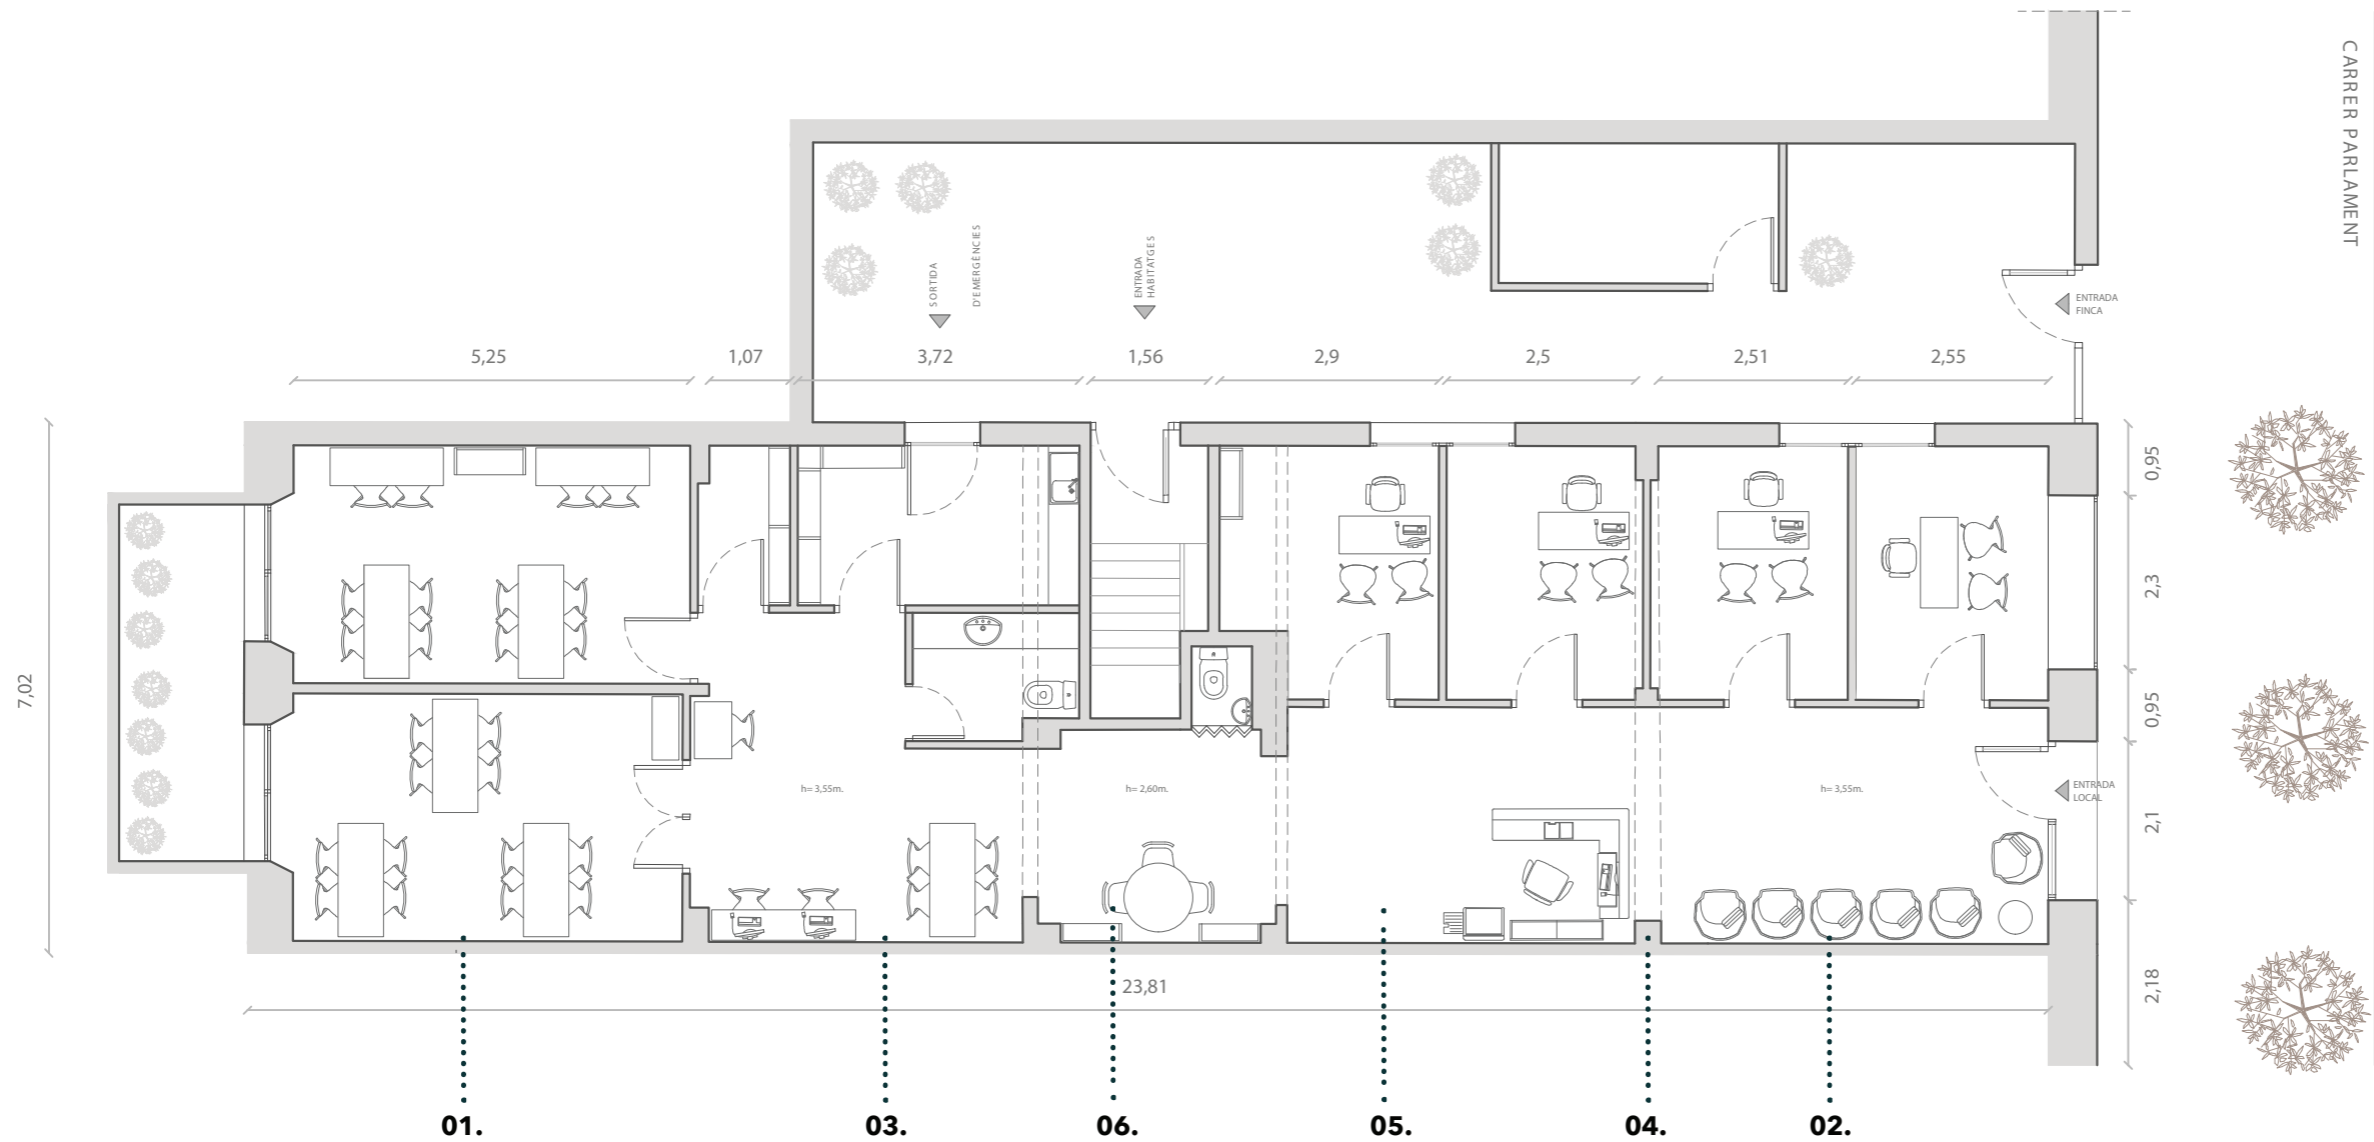 CARRER PARLAMENT
SORTIDA
D'EMERGÈNCIES
ENTRADA
HABITATGES
ENTRADA
FINCA
5,25
1,07
3,72
1,56
2,9
2,5
2,51
2,55
0,95
2,3
7,02
0,95
h= 3,55m.
h= 2,60m.
h= 3,55m.
ENTRADA
LOCAL
2,1
23,81
2,18
01.
03.
06.
05.
04.
02.